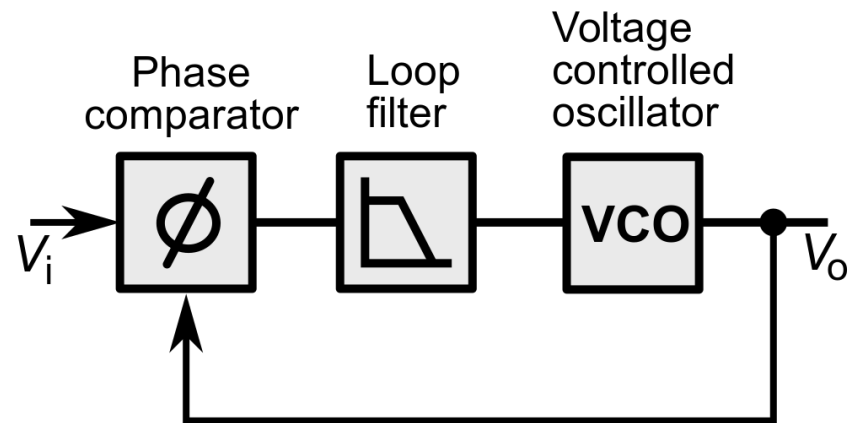 Phase
comparator
Loop
filter
Voltage
controlled
oscillator
Vi
ϕ
VCO
Vo